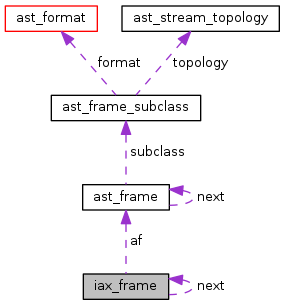 ast_format ast_stream_topology
format topology
ast_frame_subclass
subclass
ast_frame next
af
iax_frame next